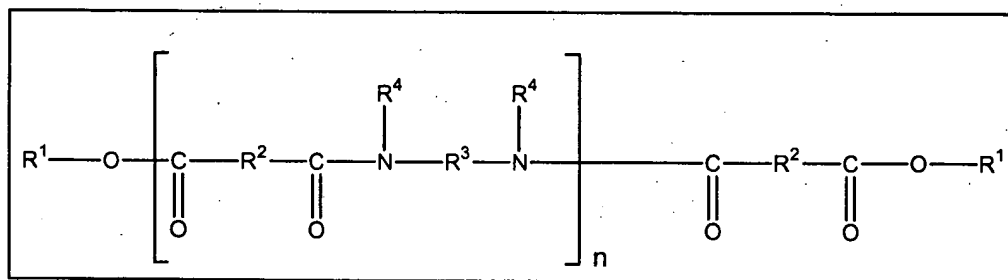 R⁴ R⁴
R¹ O C R² C N R³ N C R² C O R¹
O O O O
n